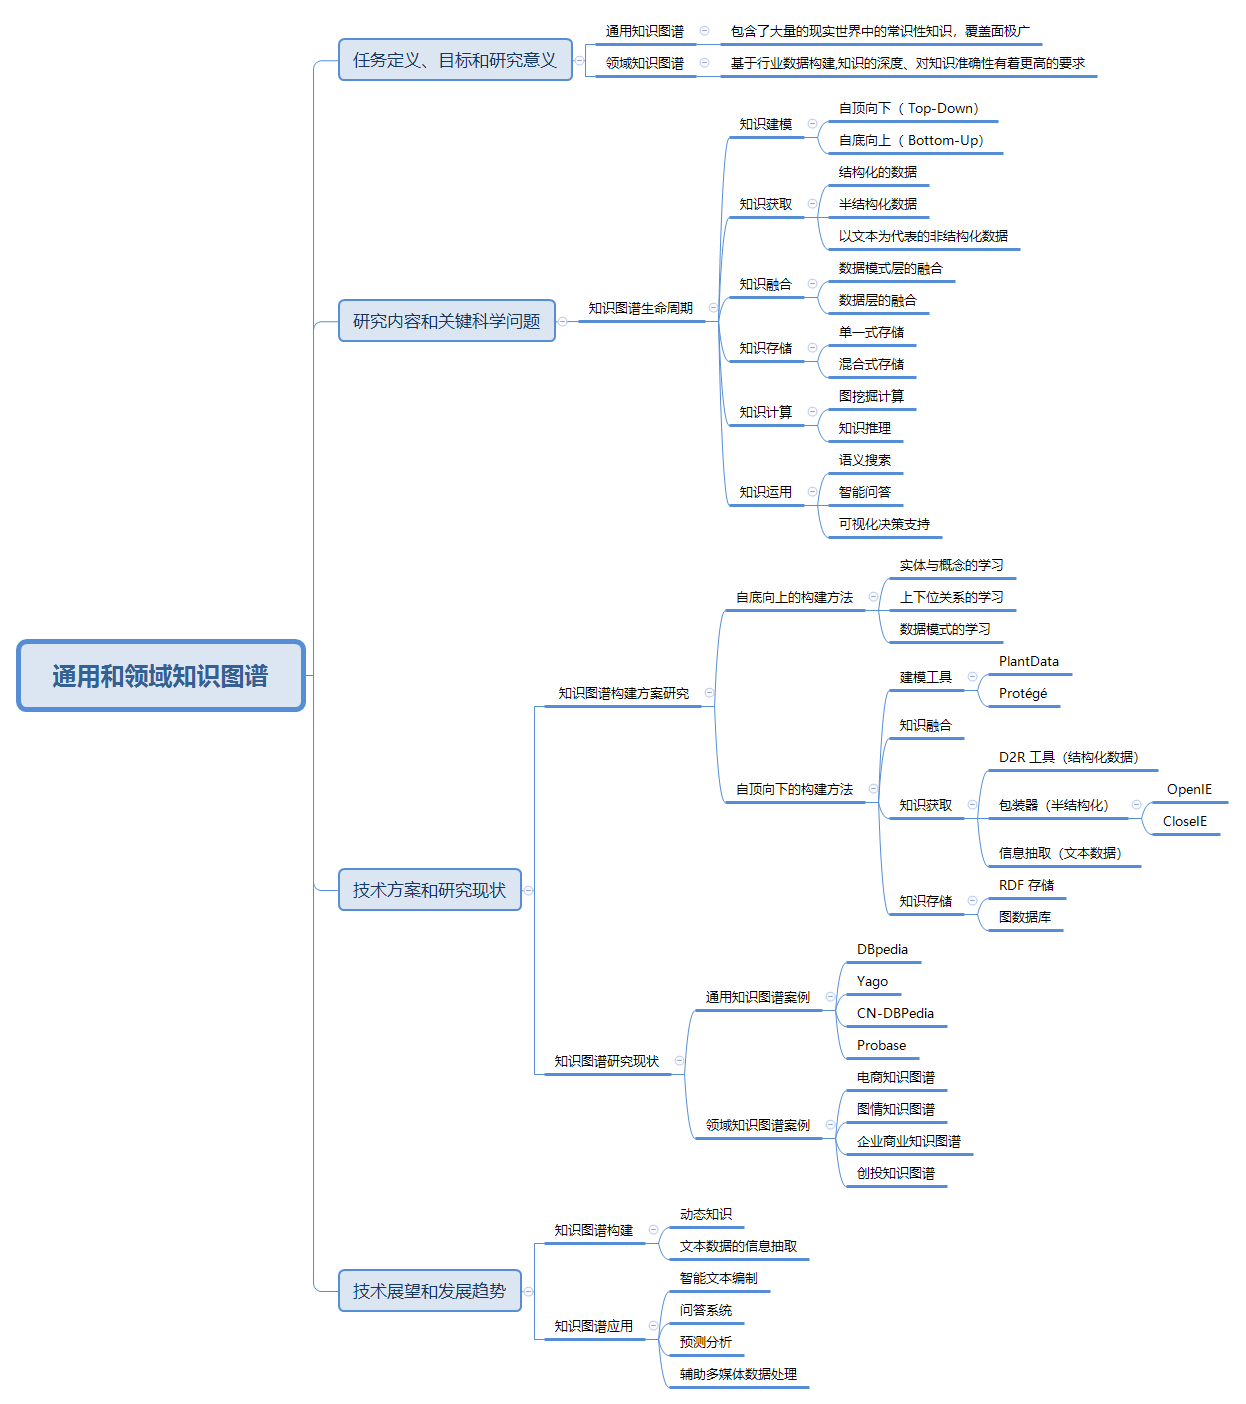 通用和领域知识图谱
任务定义、目标和研究意义
通用知识图谱
包含了大量的现实世界中的常识性知识，覆盖面极广
领域知识图谱
基于行业数据构建,知识的深度、对知识准确性有着更高的要求
研究内容和关键科学问题
知识图谱生命周期
知识建模
自顶向下（ Top-Down）
自底向上（ Bottom-Up）
知识获取
结构化的数据
半结构化数据
以文本为代表的非结构化数据
知识融合
数据模式层的融合
数据层的融合
知识存储
单一式存储
混合式存储
知识计算
图挖掘计算
知识推理
知识运用
语义搜索
智能问答
可视化决策支持
技术方案和研究现状
知识图谱构建方案研究
自底向上的构建方法
实体与概念的学习
上下位关系的学习
数据模式的学习
自顶向下的构建方法
建模工具
PlantData
Protégé
知识融合
知识获取
D2R 工具（结构化数据）
包装器（半结构化）
OpenIE
CloseIE
信息抽取（文本数据）
知识存储
RDF 存储
图数据库
知识图谱研究现状
通用知识图谱案例
DBpedia
Yago
CN-DBPedia
Probase
领域知识图谱案例
电商知识图谱
图情知识图谱
企业商业知识图谱
创投知识图谱
技术展望和发展趋势
知识图谱构建
动态知识
文本数据的信息抽取
知识图谱应用
智能文本编制
问答系统
预测分析
辅助多媒体数据处理